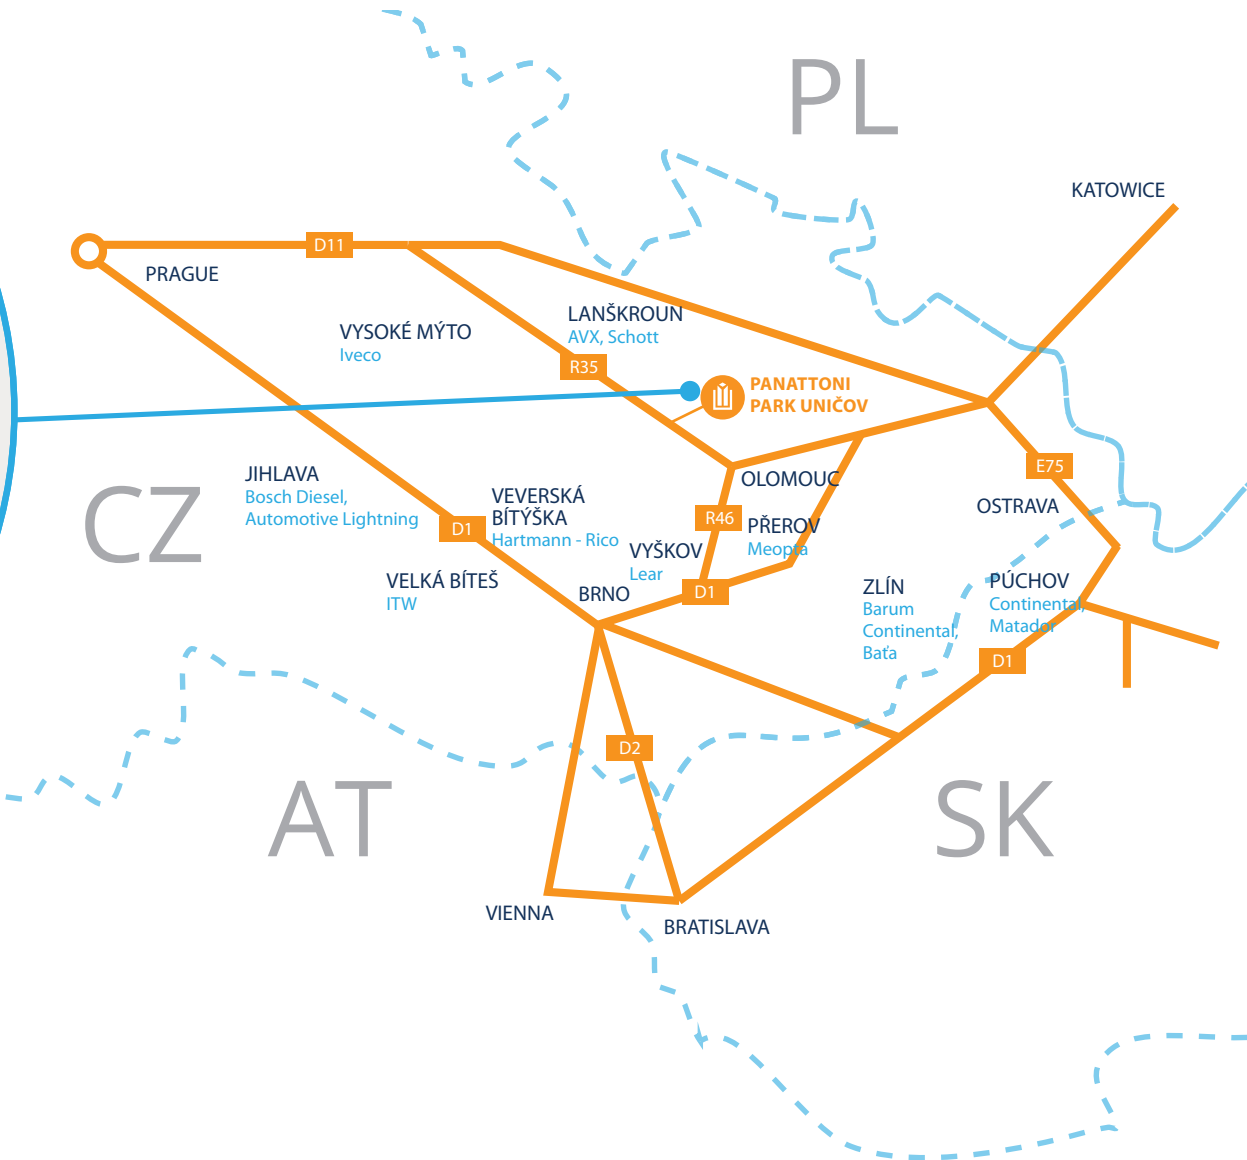 PL
KATOWICE
D11
PRAGUE
LANŠKROUN
AVX, Schott
VYSOKÉ MÝTO
Iveco
R35
PANATTONI
PARK UNIČOV
E75
JIHLAVA
Bosch Diesel,
Automotive Lightning
CZ
OLOMOUC
VEVERSKÁ
BÍTÝŠKA
Hartmann - Rico
D1
R46
PŘEROV
Meopta
OSTRAVA
VYŠKOV
Lear
VELKÁ BÍTEŠ
ITW
BRNO
D1
ZLÍN
Barum
Continental,
Baťa
PÚCHOV
Continental,
Matador
D1
D2
AT
SK
VIENNA
BRATISLAVA